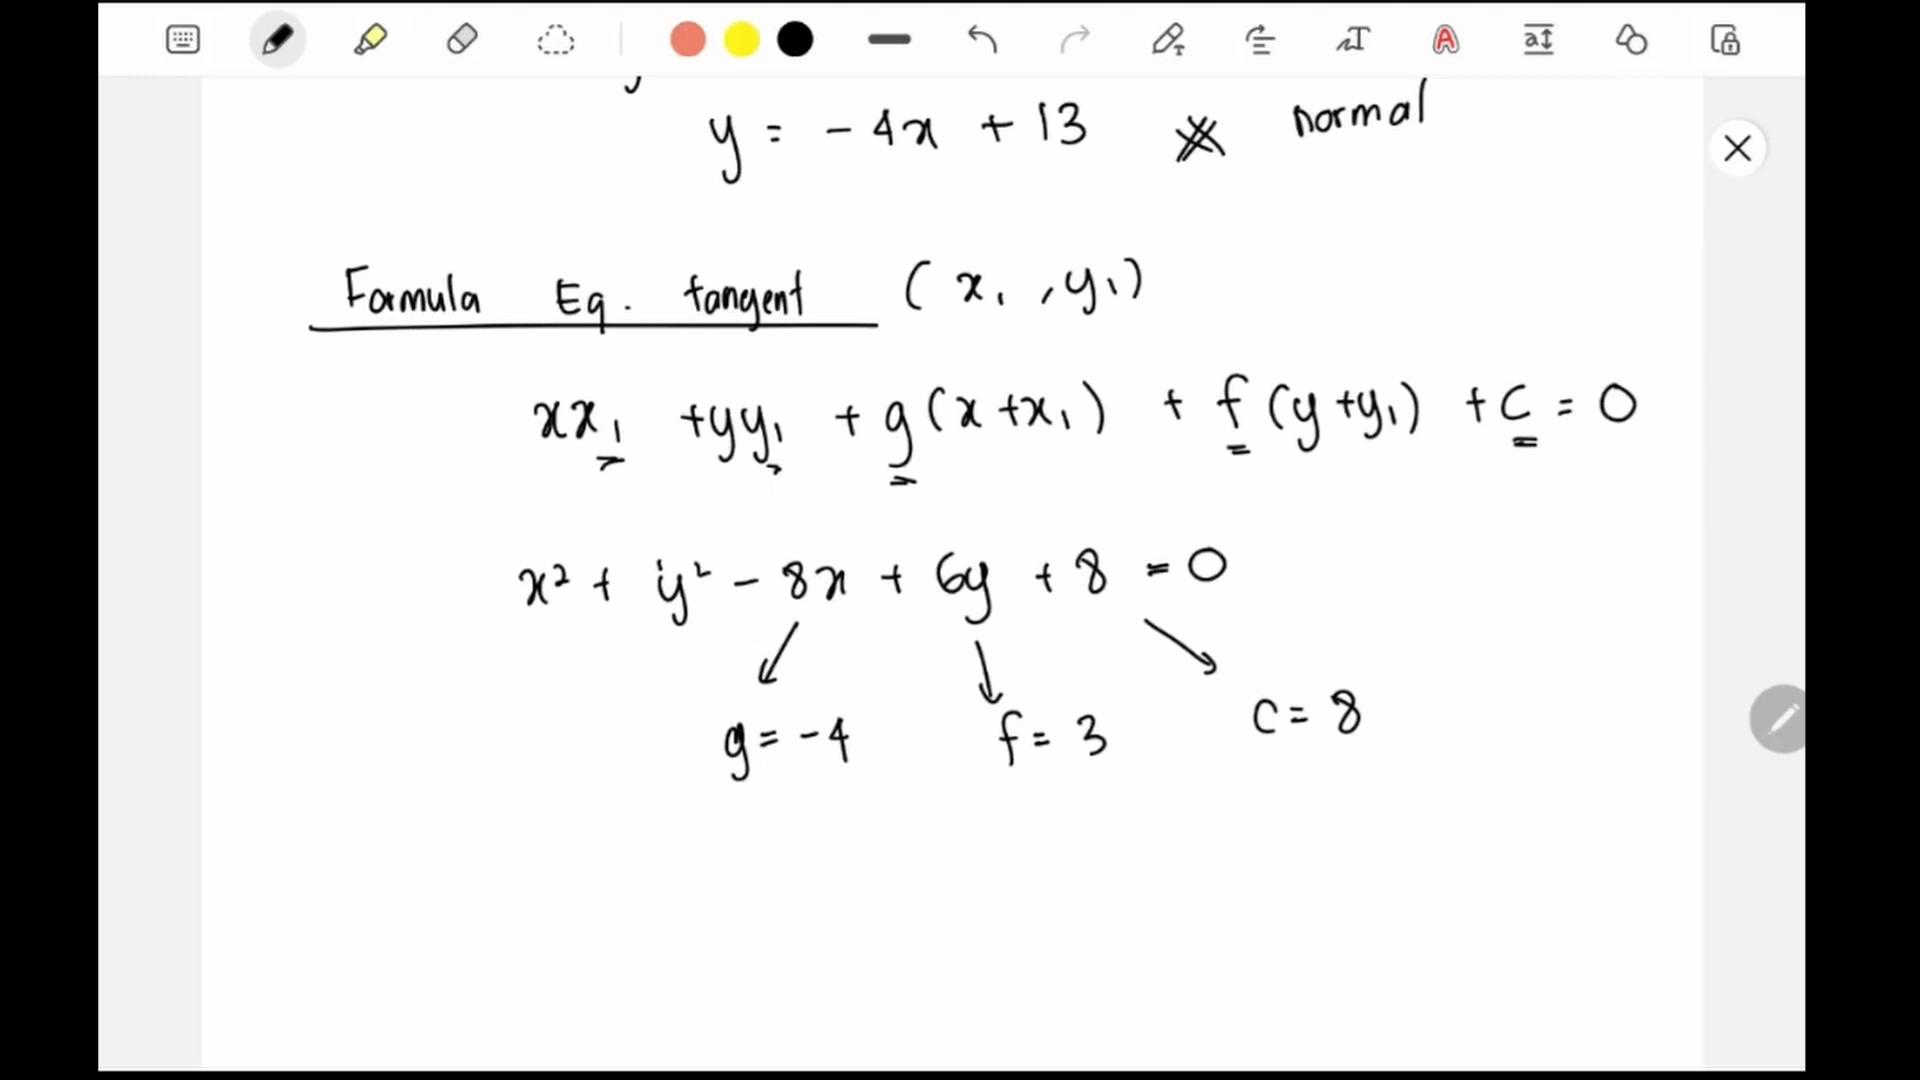 y = -4x + 13 normal
Formula Eq. tangent (x₁, y₁)
xx₁ + yy₁ + g(x+x₁) + f(y+y₁) + c = 0
x² + y² - 8x + 6y + 8 = 0
g = -4 f = 3 c = 8